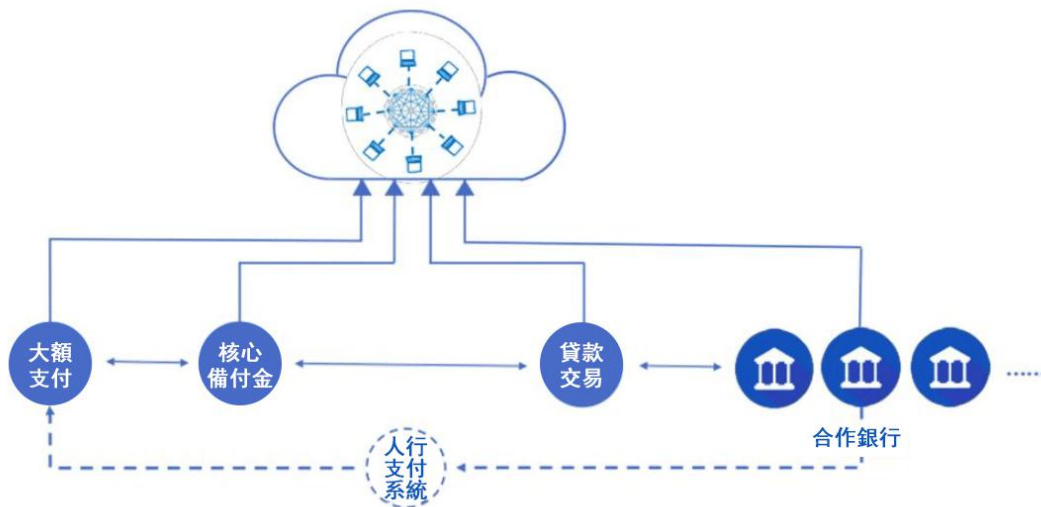 大額
支付
核心
備付金
貸款
交易
......
合作銀行
人行
支付
系統